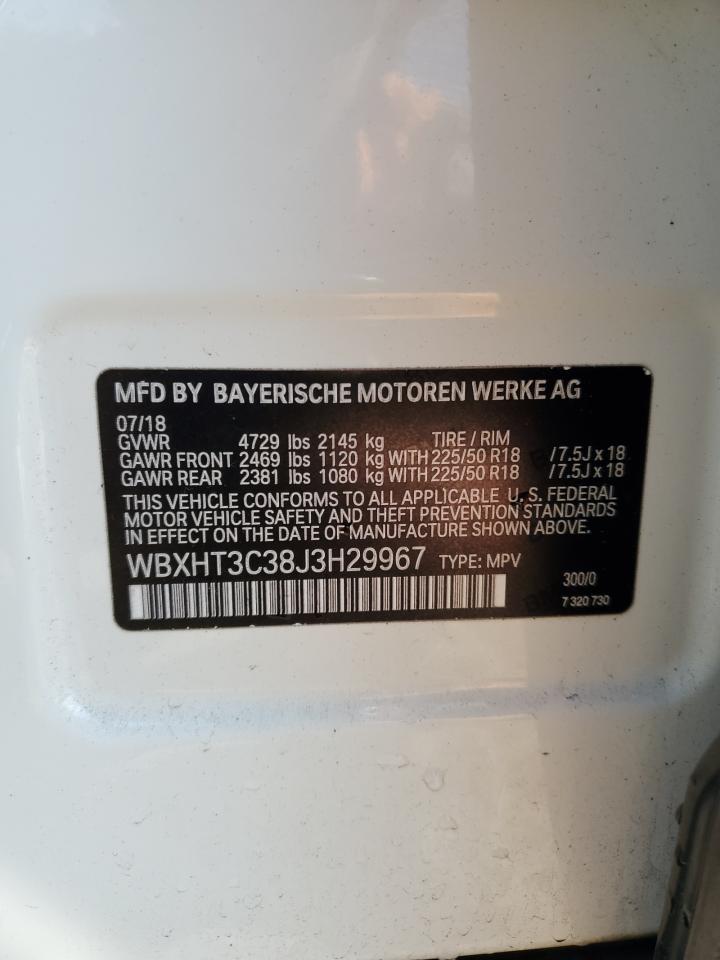 MFD BY BAYERISCHE MOTOREN WERKE AG
07/18
GVWR 4729 lbs 2145 kg TIRE / RIM
GAWR FRONT 2469 lbs 1120 kg WITH 225/50 R18 / 7.5J x 18
GAWR REAR 2381 lbs 1080 kg WITH 225/50 R18 / 7.5J x 18
THIS VEHICLE CONFORMS TO ALL APPLICABLE U. S. FEDERAL
MOTOR VEHICLE SAFETY AND THEFT PREVENTION STANDARDS
IN EFFECT ON THE DATE OF MANUFACTURE SHOWN ABOVE.
WBXHT3C38J3H29967 TYPE: MPV
300/0
7 320 730